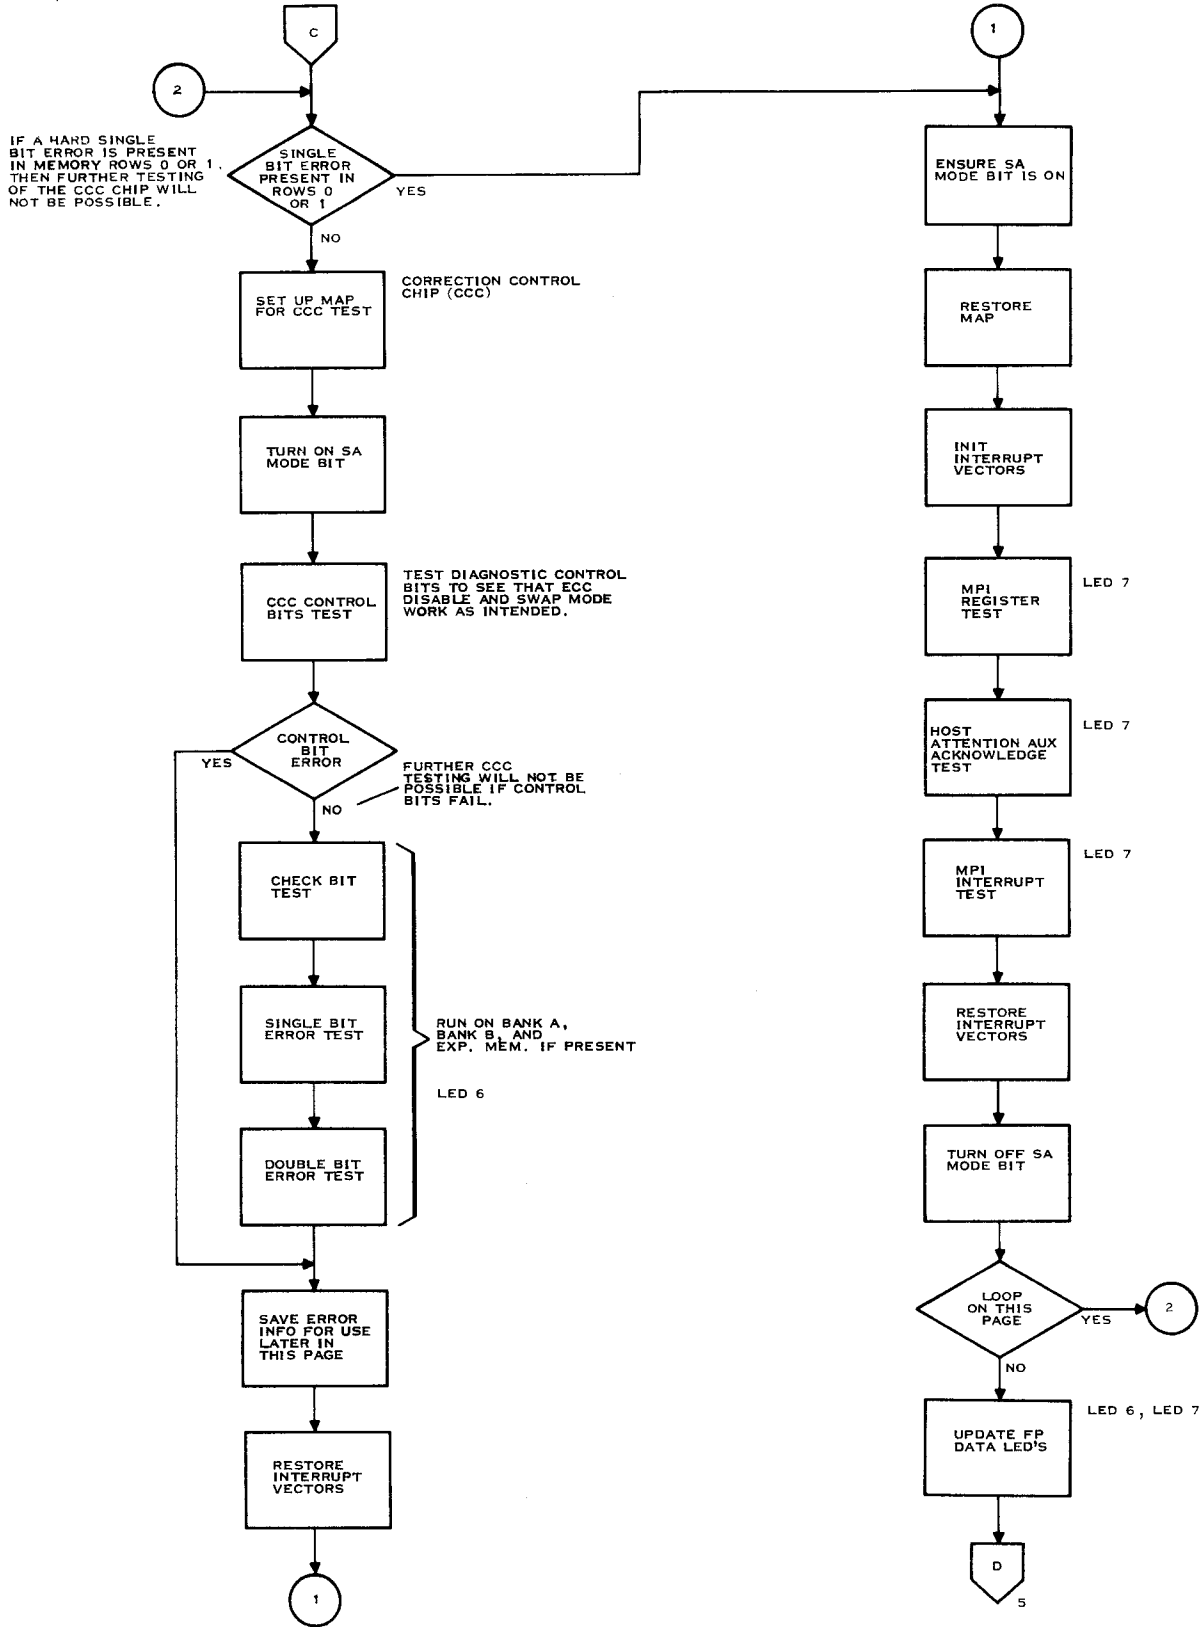 C
2
IF A HARD SINGLE
BIT ERROR IS PRESENT
IN MEMORY ROWS 0 OR 1,
THEN FURTHER TESTING
OF THE CCC CHIP WILL
NOT BE POSSIBLE.
SINGLE
BIT ERROR
PRESENT IN
ROWS 0
OR 1
YES
NO
SET UP MAP
FOR CCC TEST
CORRECTION CONTROL
CHIP (CCC)
TURN ON SA
MODE BIT
CCC CONTROL
BITS TEST
TEST DIAGNOSTIC CONTROL
BITS TO SEE THAT ECC
DISABLE AND SWAP MODE
WORK AS INTENDED.
CONTROL
BIT
ERROR
YES
NO
FURTHER CCC
TESTING WILL NOT BE
POSSIBLE IF CONTROL
BITS FAIL.
CHECK BIT
TEST
SINGLE BIT
ERROR TEST
DOUBLE BIT
ERROR TEST
RUN ON BANK A,
BANK B, AND
EXP. MEM. IF PRESENT
LED 6
SAVE ERROR
INFO FOR USE
LATER IN
THIS PAGE
RESTORE
INTERRUPT
VECTORS
1
1
ENSURE SA
MODE BIT IS ON
RESTORE
MAP
INIT
INTERRUPT
VECTORS
MPI
REGISTER
TEST
LED 7
HOST
ATTENTION AUX
ACKNOWLEDGE
TEST
LED 7
MPI
INTERRUPT
TEST
LED 7
RESTORE
INTERRUPT
VECTORS
TURN OFF SA
MODE BIT
LOOP
ON THIS
PAGE
YES
2
NO
UPDATE FP
DATA LED'S
LED 6, LED 7
D
5